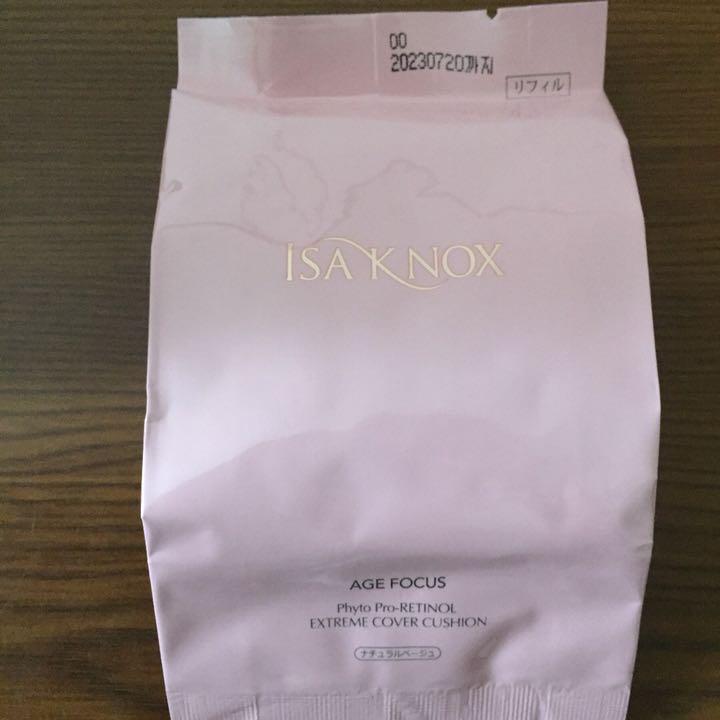 00
20230720까지
リフィル
ISA KNOX
AGE FOCUS
Phyto Pro-RETINOL
EXTREME COVER CUSHION
ナチュラルベージュ